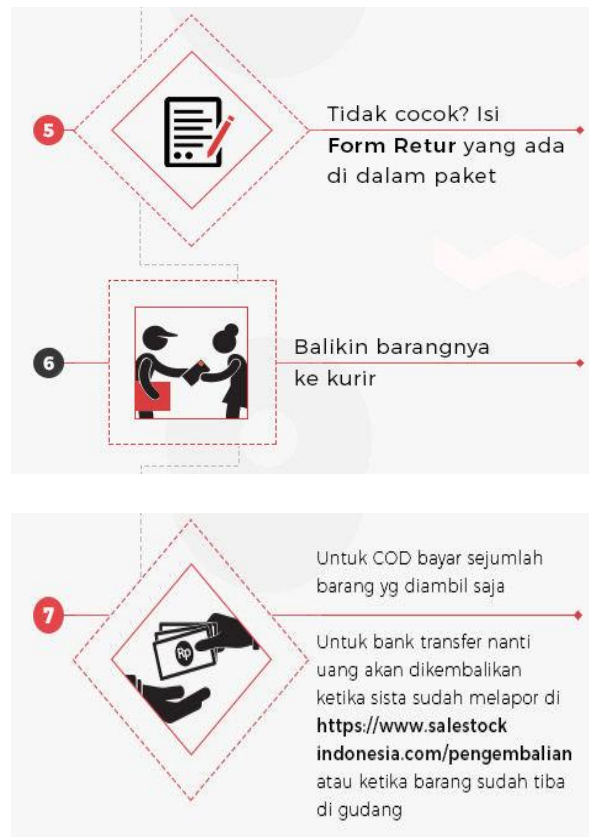 5
Tidak cocok? Isi
Form Retur yang ada
di dalam paket
6
Balikin barangnya
ke kurir
7
Untuk COD bayar sejumlah
barang yg diambil saja
Rp
Untuk bank transfer nanti
uang akan dikembalikan
ketika sista sudah melapor di
https://www.salestock
indonesia.com/pengembalian
atau ketika barang sudah tiba
di gudang